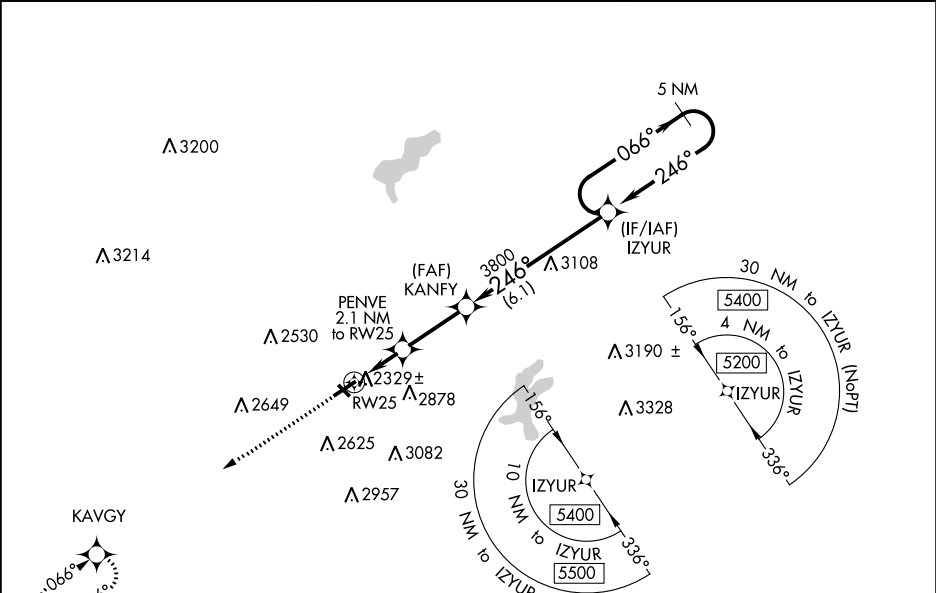 5 NM
066°
246°
3200
(IF/IAF)
IZYUR
3214
3800
246°
(6.1)
3108
(FAF)
KANFY
30 NM to IZYUR (NoPT)
5400
156°
4 NM to IZYUR
5200
IZYUR
336°
PENVE
2.1 NM
to RW25
2530
3190 ±
2329±
RW25
2878
2649
3328
2625
3082
2957
156°
IZYUR
10 NM to IZYUR
5400
336°
30 NM to IZYUR
5500
KAVGY
066°